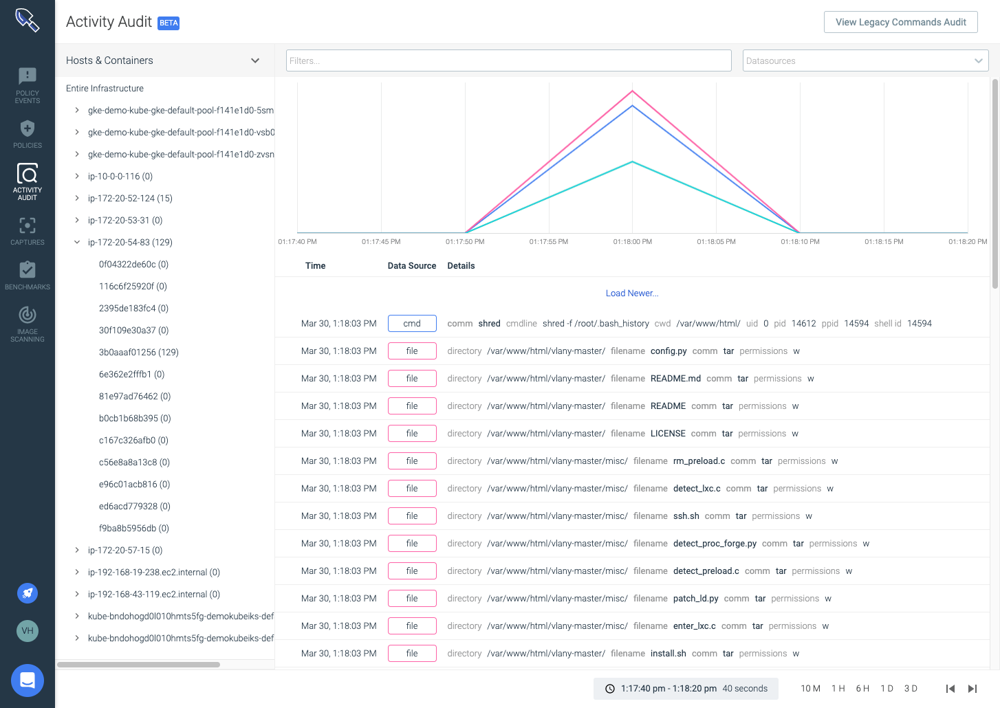 Activity Audit BETA
View Legacy Commands Audit
POLICY
EVENTS
POLICIES
ACTIVITY
AUDIT
CAPTURES
BENCHMARKS
IMAGE
SCANNING
VH
Hosts & Containers
Entire Infrastructure
gke-demo-kube-gke-default-pool-f141e1d0-5sm
gke-demo-kube-gke-default-pool-f141e1d0-vsb0
gke-demo-kube-gke-default-pool-f141e1d0-zvsn
ip-10-0-0-116 (0)
ip-172-20-52-124 (15)
ip-172-20-53-31 (0)
ip-172-20-54-83 (129)
0f04322de60c (0)
116c6f25920f (0)
2395de183fc4 (0)
30f109e30a37 (0)
3b0aaaf01256 (129)
6e362e2fffb1 (0)
81e97ad76462 (0)
b0cb1b68b395 (0)
c167c326afb0 (0)
c56e8a8a13c8 (0)
e96c01acb816 (0)
ed6acd779328 (0)
f9ba8b5956db (0)
ip-172-20-57-15 (0)
ip-192-168-19-238.ec2.internal (0)
ip-192-168-43-119.ec2.internal (0)
kube-bndohogd0l010hmts5fg-demokubeiks-def
kube-bndohogd0l010hmts5fg-demokubeiks-def
Filters...
Datasources
01:17:40 PM 01:17:45 PM 01:17:50 PM 01:17:55 PM 01:18:00 PM 01:18:05 PM 01:18:10 PM 01:18:15 PM 01:18:20 PM
Time Data Source Details
Load Newer...
Mar 30, 1:18:03 PM cmd comm shred cmdline shred -f /root/.bash_history cwd /var/www/html/ uid 0 pid 14612 ppid 14594 shell id 14594
Mar 30, 1:18:03 PM file directory /var/www/html/vlany-master/ filename config.py comm tar permissions w
Mar 30, 1:18:03 PM file directory /var/www/html/vlany-master/ filename README.md comm tar permissions w
Mar 30, 1:18:03 PM file directory /var/www/html/vlany-master/ filename README comm tar permissions w
Mar 30, 1:18:03 PM file directory /var/www/html/vlany-master/ filename LICENSE comm tar permissions w
Mar 30, 1:18:03 PM file directory /var/www/html/vlany-master/misc/ filename rm_preload.c comm tar permissions w
Mar 30, 1:18:03 PM file directory /var/www/html/vlany-master/misc/ filename detect_lxc.c comm tar permissions w
Mar 30, 1:18:03 PM file directory /var/www/html/vlany-master/misc/ filename ssh.sh comm tar permissions w
Mar 30, 1:18:03 PM file directory /var/www/html/vlany-master/misc/ filename detect_proc_forge.py comm tar permissions w
Mar 30, 1:18:03 PM file directory /var/www/html/vlany-master/misc/ filename detect_preload.c comm tar permissions w
Mar 30, 1:18:03 PM file directory /var/www/html/vlany-master/misc/ filename patch_ld.py comm tar permissions w
Mar 30, 1:18:03 PM file directory /var/www/html/vlany-master/misc/ filename enter_lxc.c comm tar permissions w
Mar 30, 1:18:03 PM file directory /var/www/html/vlany-master/ filename install.sh comm tar permissions w
1:17:40 pm - 1:18:20 pm 40 seconds 10 M 1 H 6 H 1 D 3 D